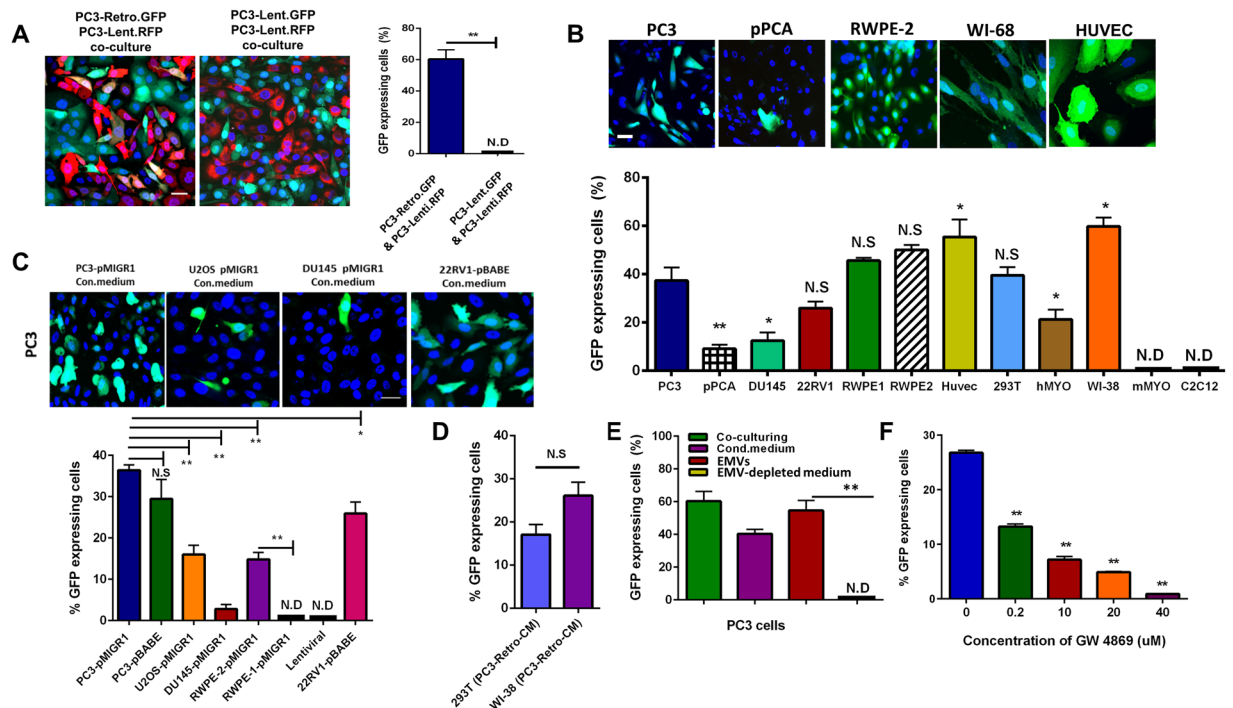 A
PC3-Retro.GFP
PC3-Lent.RFP
co-culture
PC3-Lent.GFP
PC3-Lent.RFP
co-culture
GFP expressing cells (%)
80
60
40
20
0
**
N.D
PC3-Retro.GFP
& PC3-Lenti.RFP
PC3-Lent.GFP
& PC3-Lenti.RFP
B
PC3
pPCA
RWPE-2
WI-68
HUVEC
GFP expressing cells (%)
80
60
40
20
0
**
*
N.S
N.S
N.S
*
N.S
*
*
N.D
N.D
PC3
pPCA
DU145
22RV1
RWPE1
RWPE2
Huvec
293T
hMYO
WI-38
mMYO
C2C12
C
PC3-pMIGR1
Con.medium
U2OS pMIGR1
Con.medium
DU145 pMIGR1
Con.medium
22RV1-pBABE
Con.medium
PC3
% GFP expressing cells
40
30
20
10
0
N.S
**
**
**
*
**
N.D
N.D
PC3-pMIGR1
PC3-pBABE
U2OS-pMIGR1
DU145-pMIGR1
RWPE-2-pMIGR1
RWPE-1-pMIGR1
Lentiviral
22RV1-pBABE
D
% GFP expressing cells
50
40
30
20
10
0
N.S
293T (PC3-Retro-CM)
WI-38 (PC3-Retro-CM)
E
GFP expressing cells (%)
80
60
40
20
0
Co-culturing
Cond.medium
EMVs
EMV-depleted medium
**
N.D
PC3 cells
F
% GFP expressing cells
30
20
10
0
**
**
**
**
0
0.2
10
20
40
Concentration of GW 4869 (uM)